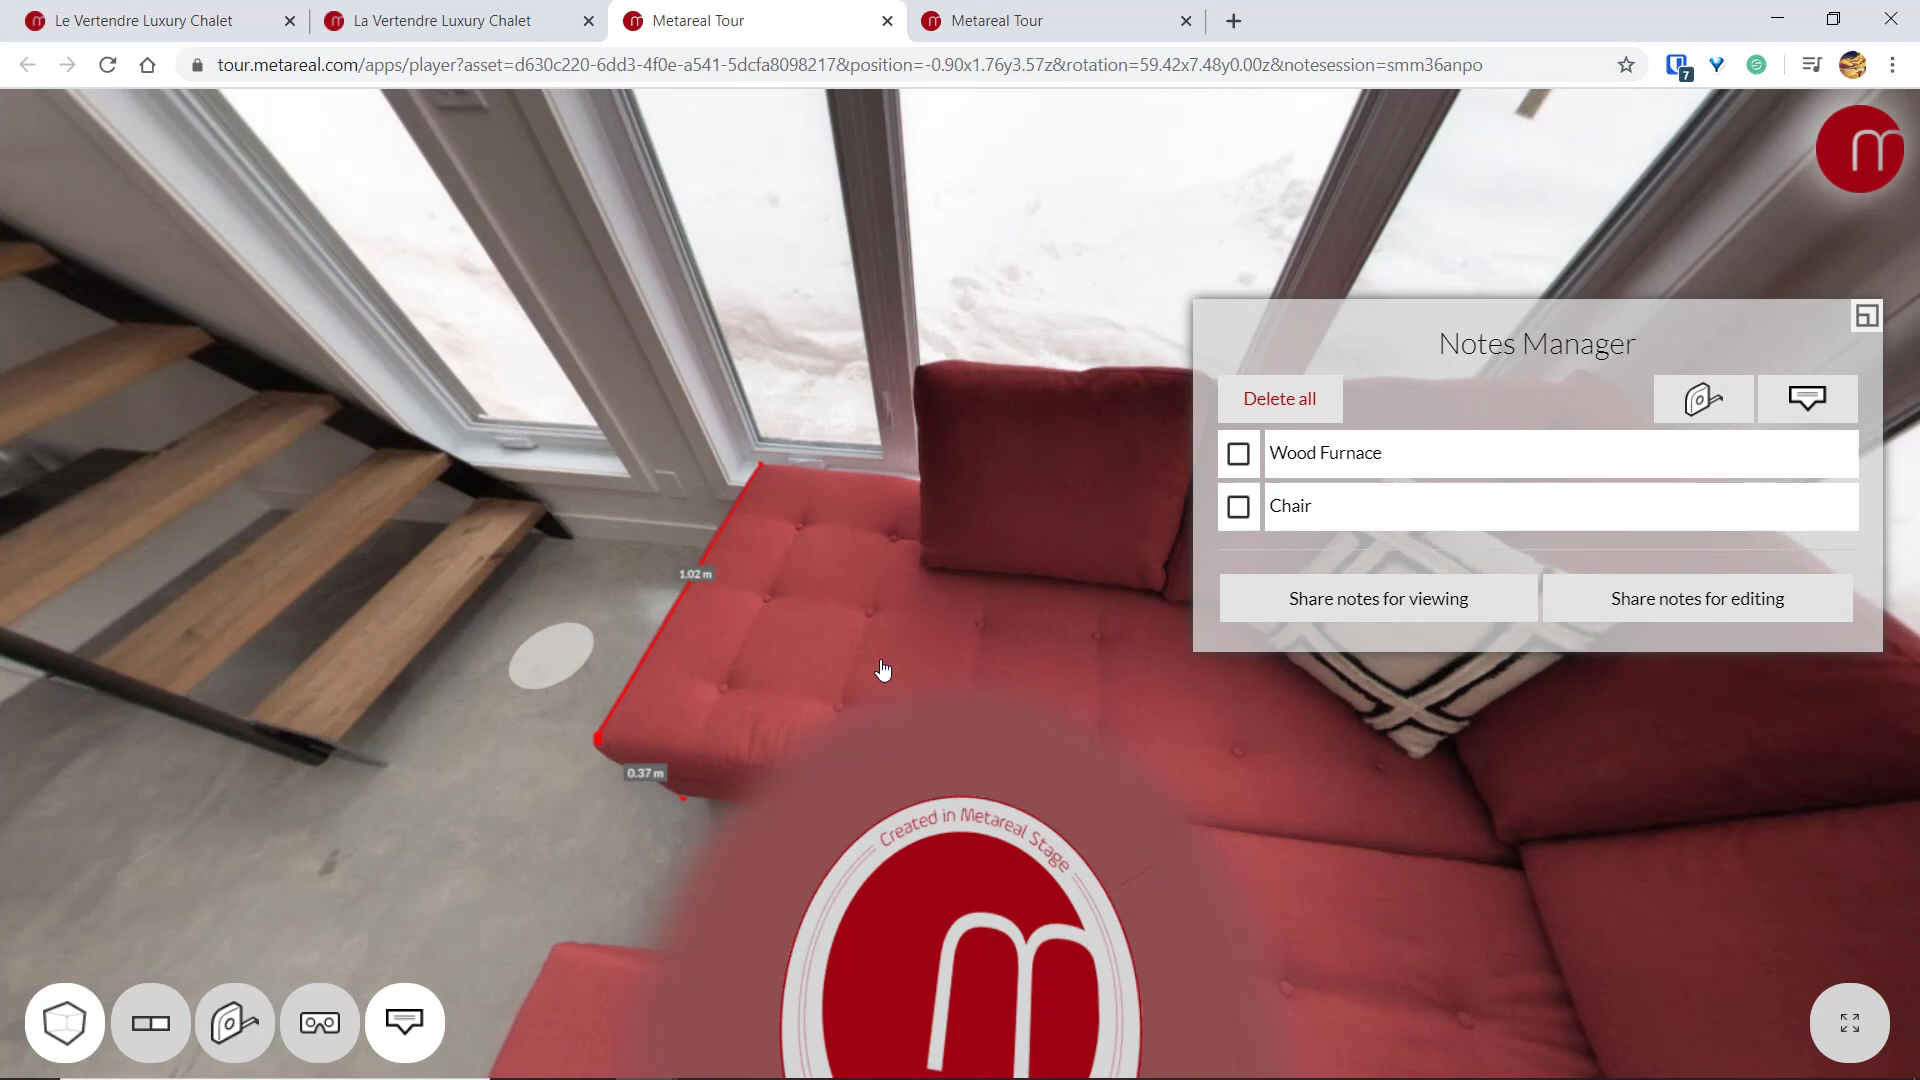 Le Vertendre Luxury Chalet
La Vertendre Luxury Chalet
Metareal Tour
Metareal Tour
tour.metareal.com/apps/player?asset=d630c220-6dd3-4f0e-a541-5dcfa8098217&position=-0.90x1.76y3.57z&rotation=59.42x7.48y0.00z&notesession=smm36anpo
7
m
Notes Manager
Delete all
Wood Furnace
Chair
Share notes for viewing
Share notes for editing
1.02 m
0.37 m
Created in Metareal Stage
m